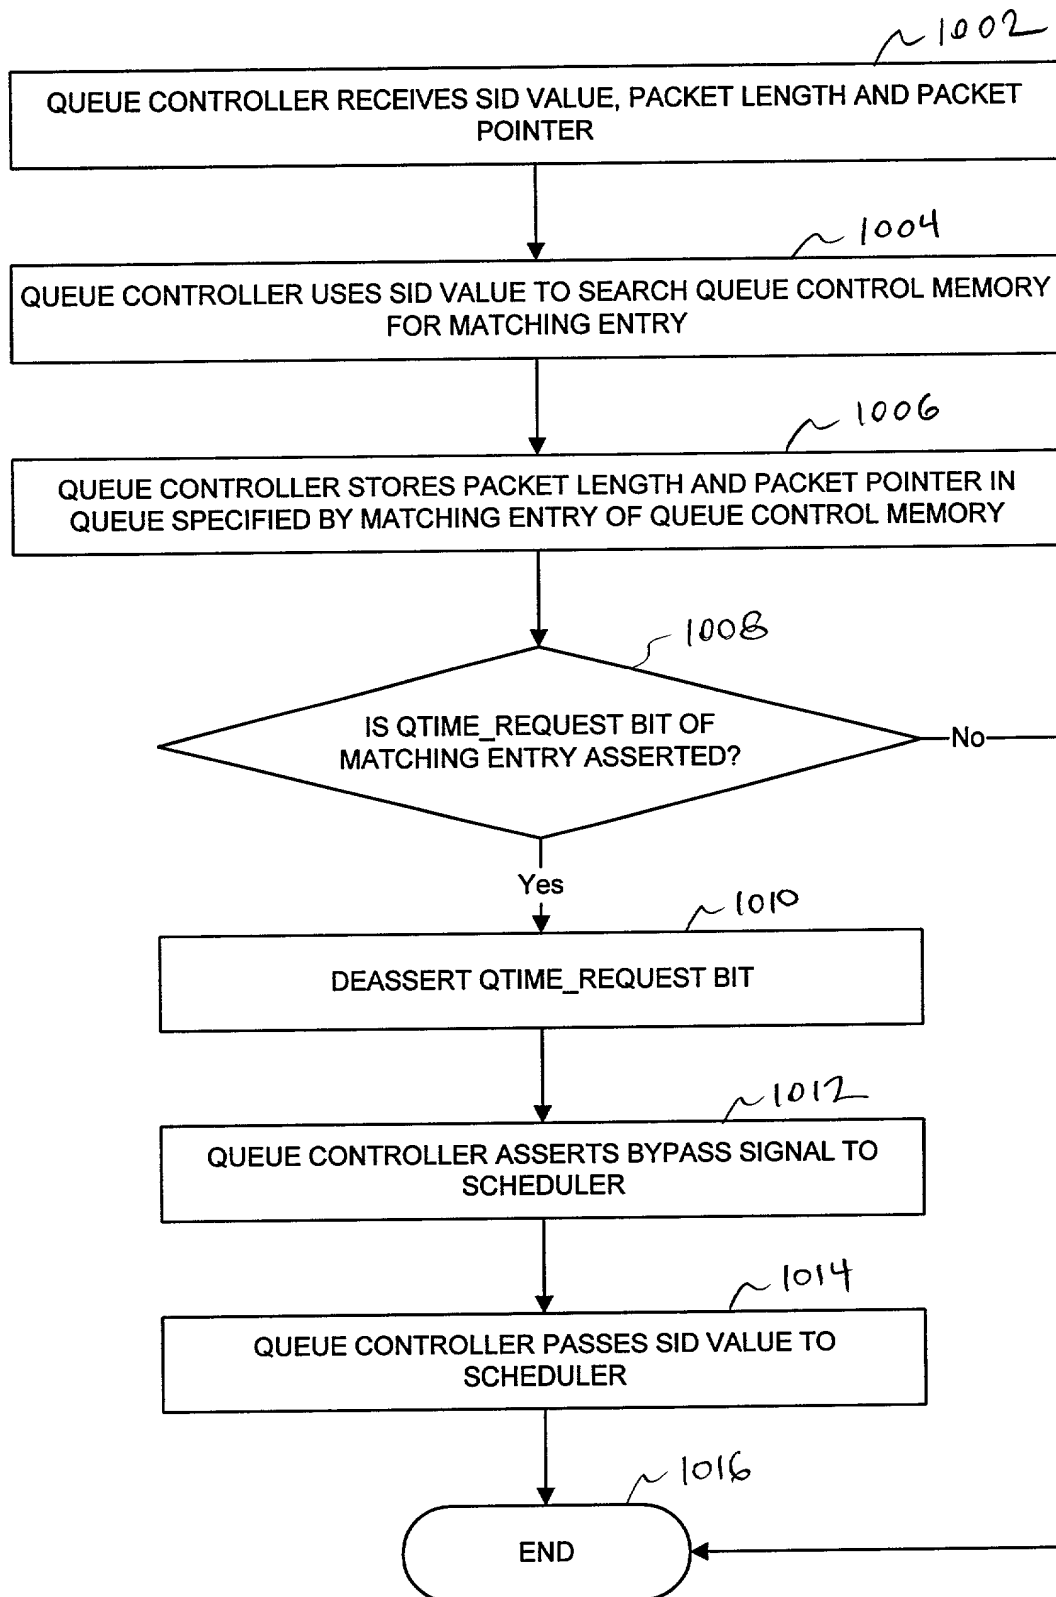 1002
QUEUE CONTROLLER RECEIVES SID VALUE, PACKET LENGTH AND PACKET
POINTER
1004
QUEUE CONTROLLER USES SID VALUE TO SEARCH QUEUE CONTROL MEMORY
FOR MATCHING ENTRY
1006
QUEUE CONTROLLER STORES PACKET LENGTH AND PACKET POINTER IN
QUEUE SPECIFIED BY MATCHING ENTRY OF QUEUE CONTROL MEMORY
1008
IS QTIME_REQUEST BIT OF
MATCHING ENTRY ASSERTED?
No
Yes
1010
DEASSERT QTIME_REQUEST BIT
1012
QUEUE CONTROLLER ASSERTS BYPASS SIGNAL TO
SCHEDULER
1014
QUEUE CONTROLLER PASSES SID VALUE TO
SCHEDULER
1016
END